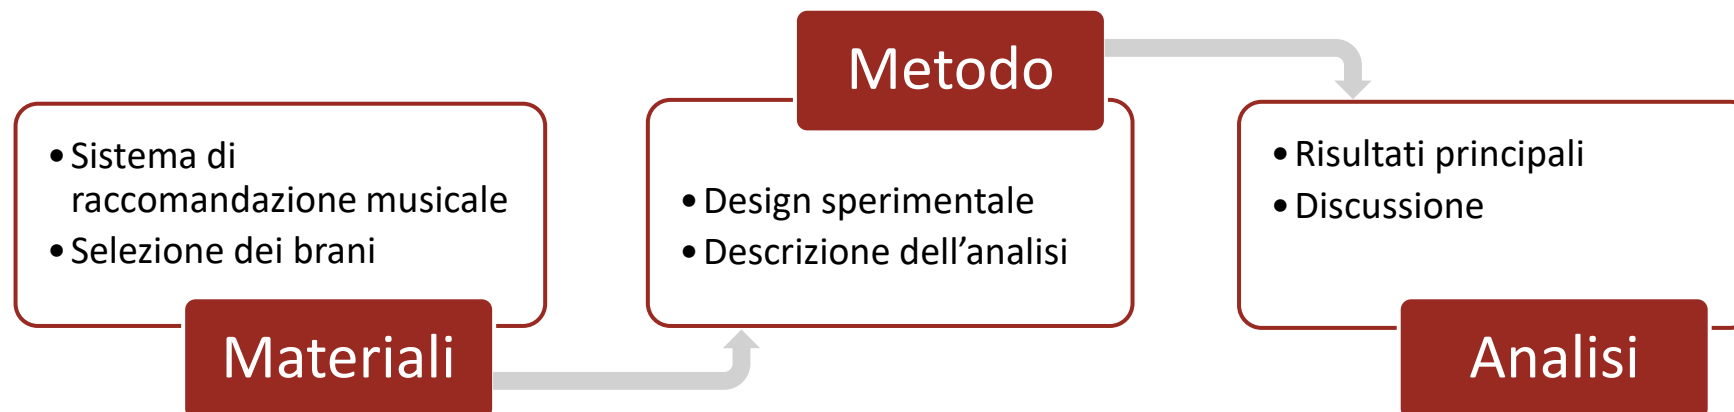 • Sistema di
raccomandazione musicale
• Selezione dei brani
Materiali
Metodo
• Design sperimentale
• Descrizione dell’analisi
• Risultati principali
• Discussione
Analisi